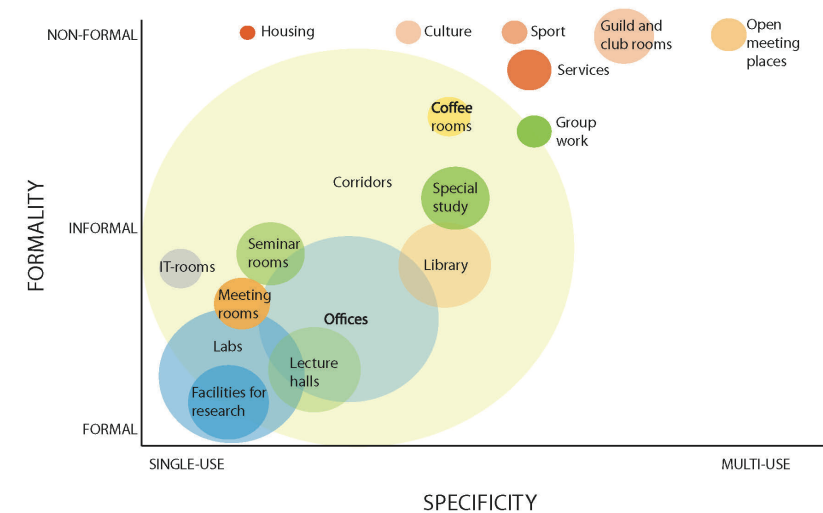 NON-FORMAL
Housing
Culture
Sport
Guild and
club rooms
Open
meeting
places
Services
Coffee
rooms
Group
work
Corridors
Special
study
FORMALITY
INFORMAL
Seminar
rooms
IT-rooms
Library
Meeting
rooms
Offices
Labs
Lecture
halls
Facilities for
research
FORMAL
SINGLE-USE
MULTI-USE
SPECIFICITY